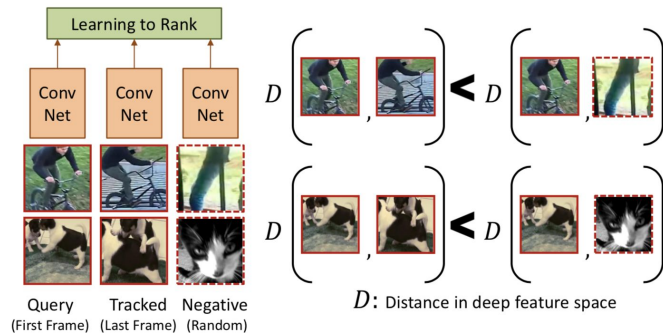 Learning to Rank
Conv Net
Conv Net
Conv Net
Query
(First Frame)
Tracked
(Last Frame)
Negative
(Random)
D ( , ) < D ( , )
D ( , ) < D ( , )
D: Distance in deep feature space